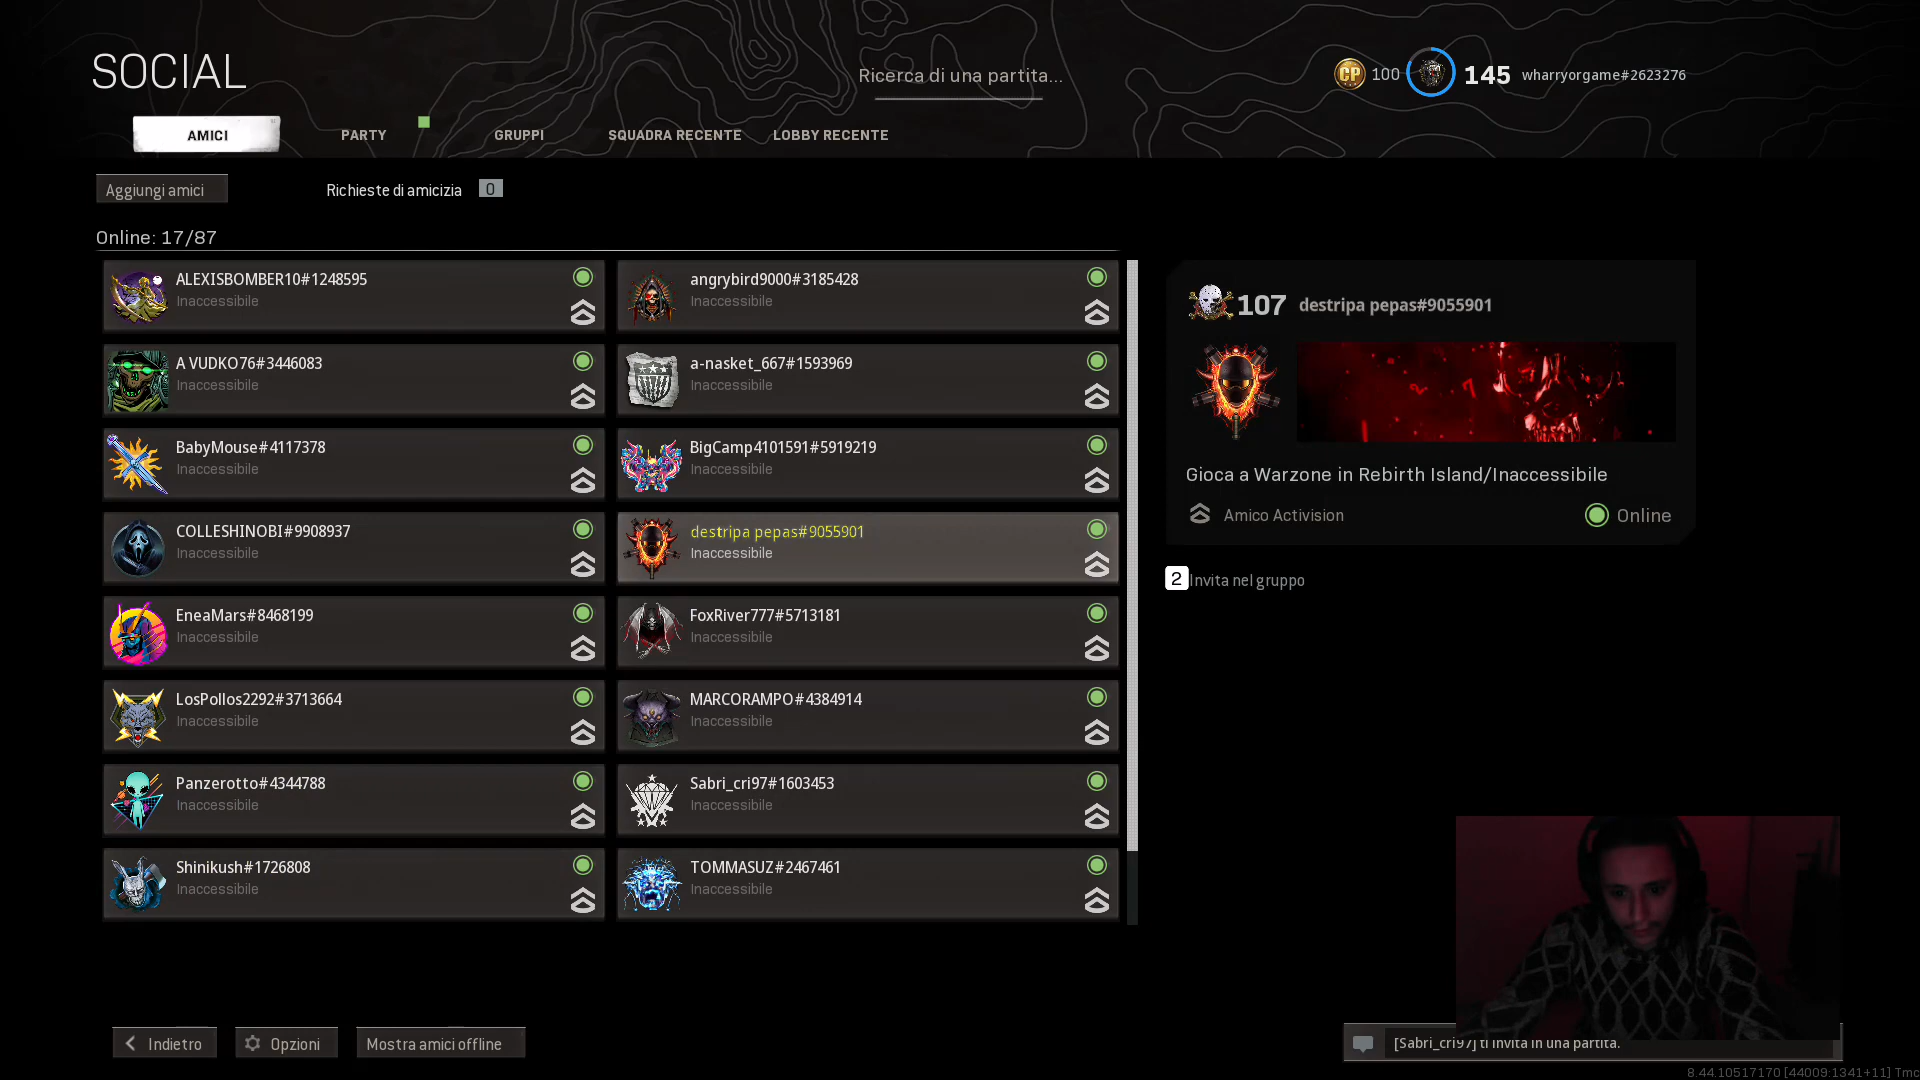 SOCIAL
Ricerca di una partita...
CP 100
145 wharryorgame#2623276
AMICI
PARTY
GRUPPI
SQUADRA RECENTE
LOBBY RECENTE
Aggiungi amici
Richieste di amicizia 0
Online: 17/87
ALEXISBOMBER10#1248595
Inaccessibile
angrybird9000#3185428
Inaccessibile
A VUDKO76#3446083
Inaccessibile
a-nasket_667#1593969
Inaccessibile
BabyMouse#4117378
Inaccessibile
BigCamp4101591#5919219
Inaccessibile
COLLESHINOBI#9908937
Inaccessibile
destripa pepas#9055901
Inaccessibile
EneaMars#8468199
Inaccessibile
FoxRiver777#5713181
Inaccessibile
LosPollos2292#3713664
Inaccessibile
MARCORAMPO#4384914
Inaccessibile
Panzerotto#4344788
Inaccessibile
Sabri_cri97#1603453
Inaccessibile
Shinikush#1726808
Inaccessibile
TOMMASUZ#2467461
Inaccessibile
107 destripa pepas#9055901
Gioca a Warzone in Rebirth Island/Inaccessibile
Amico Activision
Online
2 Invita nel gruppo
Indietro
Opzioni
Mostra amici offline
[Sabri_cri97] ti invita in una partita.
8.44.10517170 [44009:1341+11] Tmc